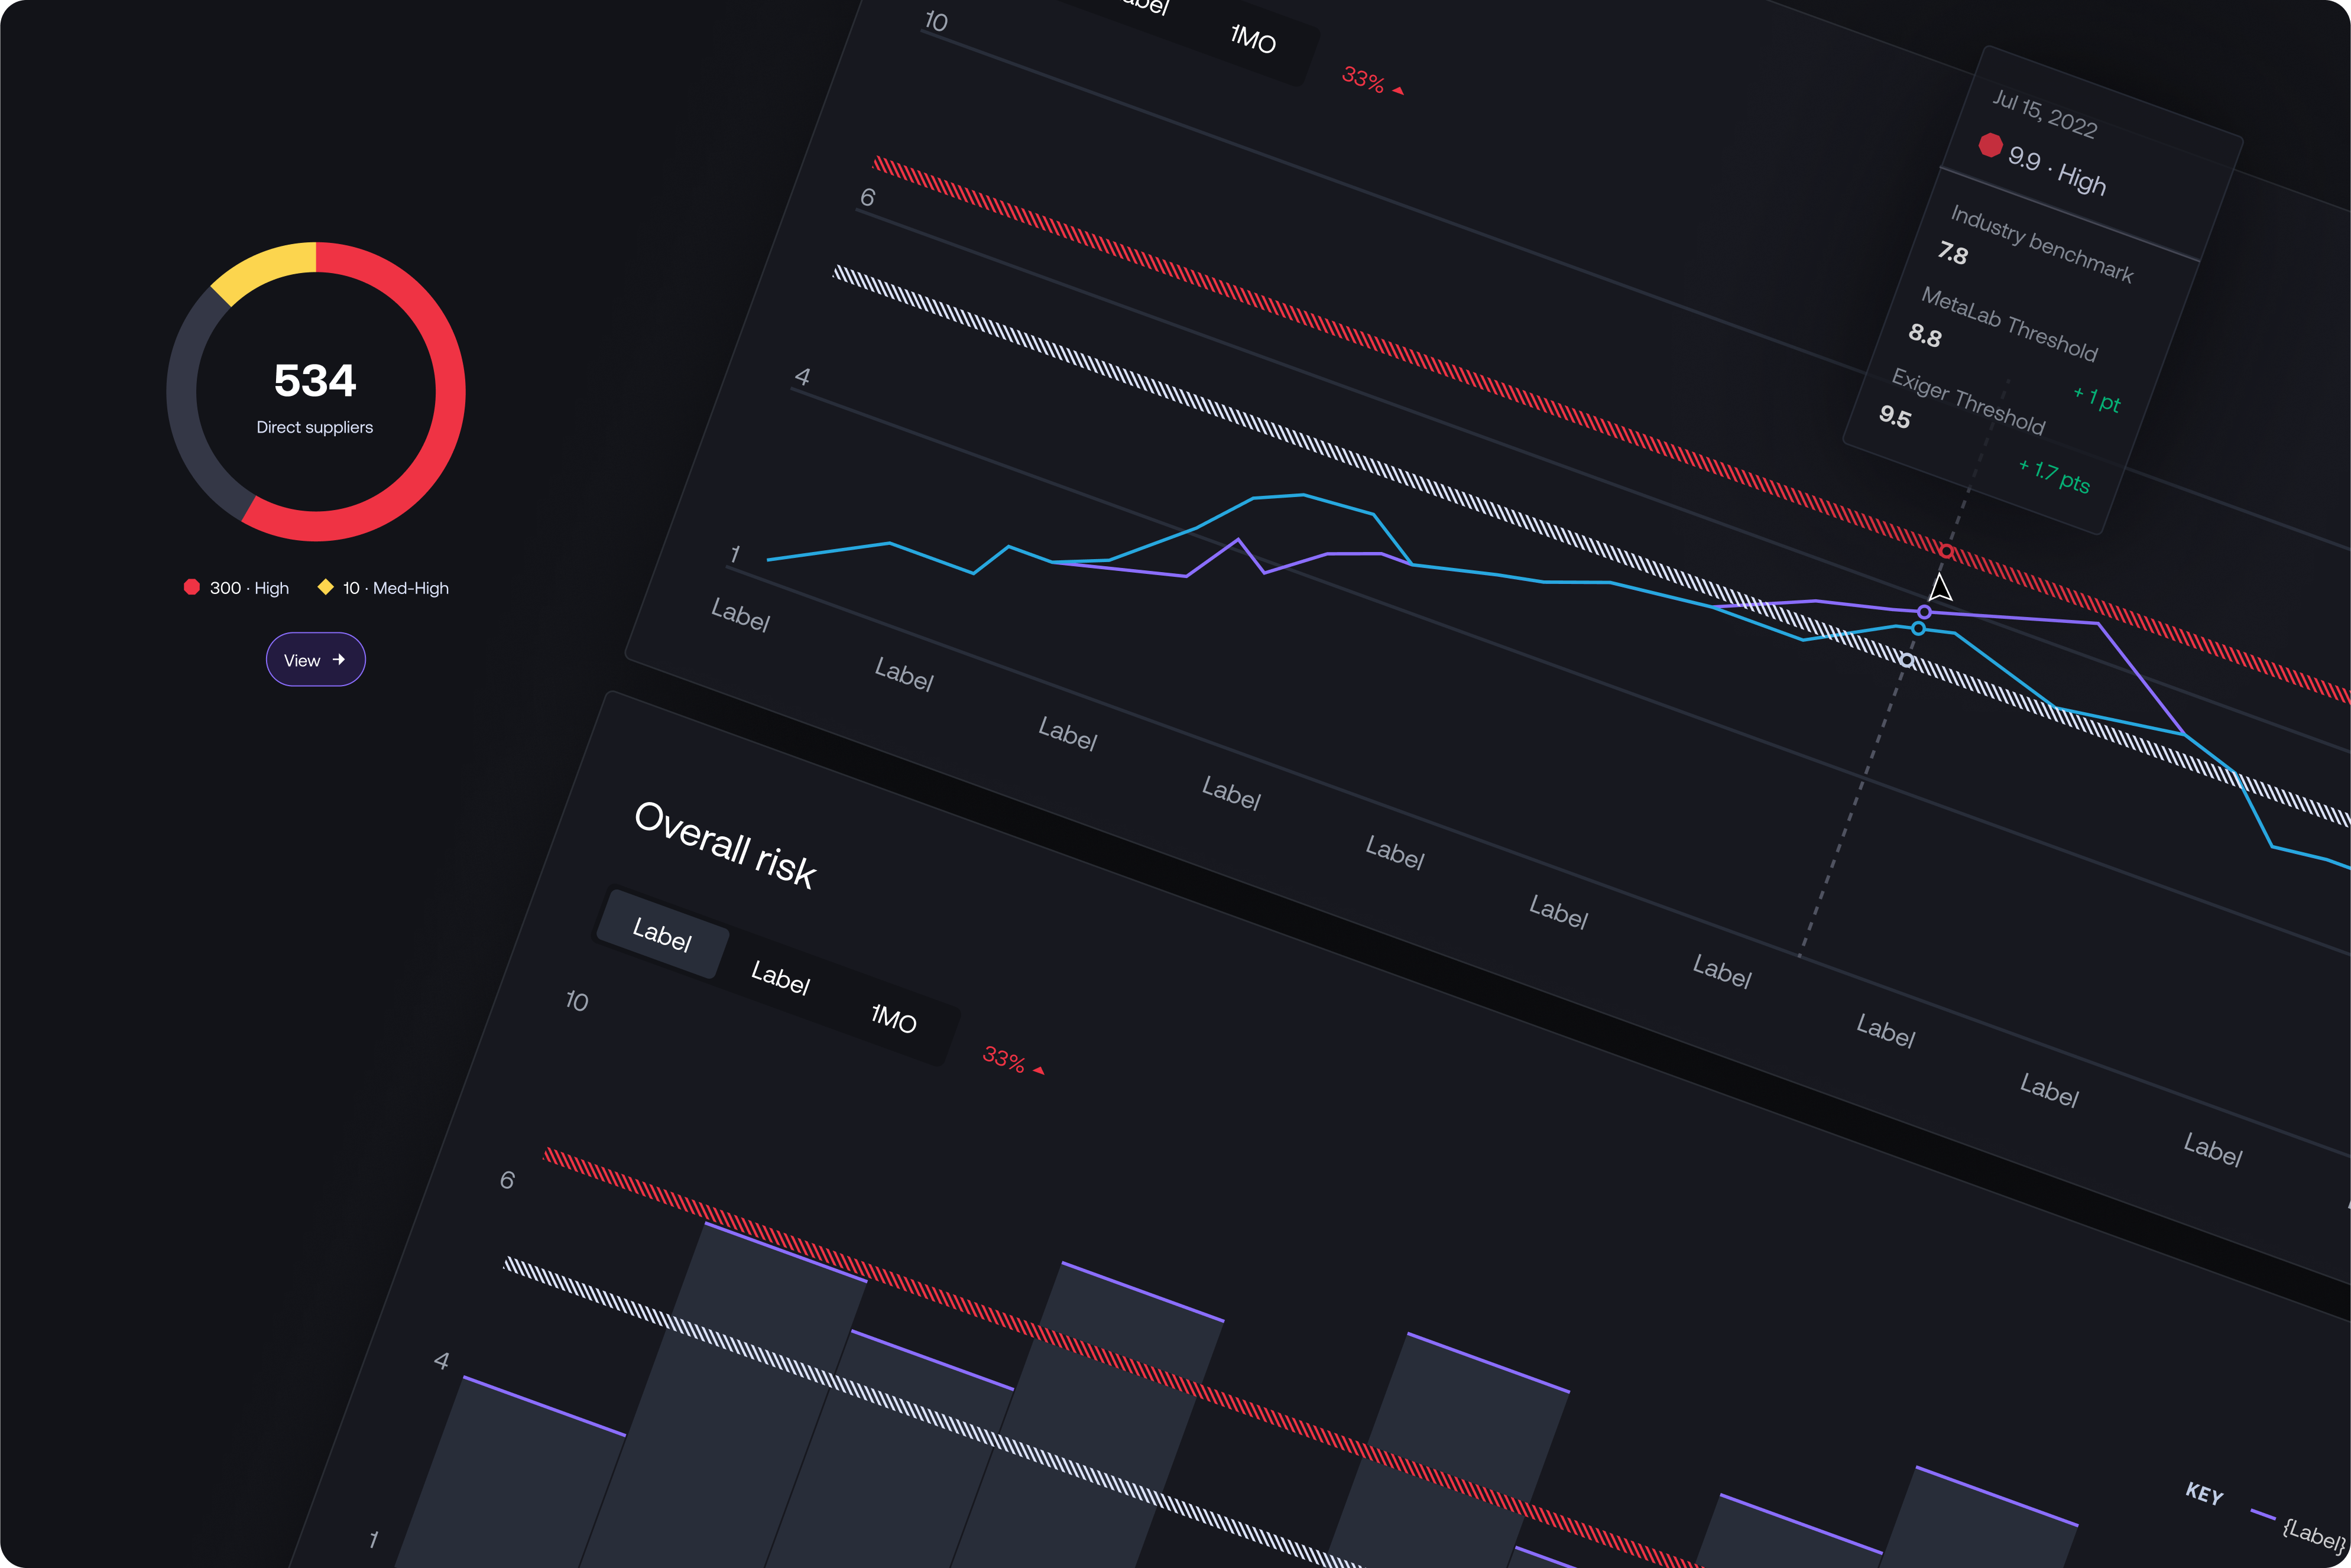 534
Direct suppliers
300 · High
10 · Med-High
View
Label
1MO
33%
10
6
4
1
Label
Label
Label
Label
Label
Label
Label
Label
Label
Label
Jul 15, 2022
9.9 · High
Industry benchmark
7.8
MetaLab Threshold
8.8
+ 1 pt
Exiger Threshold
9.5
+ 1.7 pts
Overall risk
Label
Label
1MO
33%
10
6
4
1
KEY
{Label}